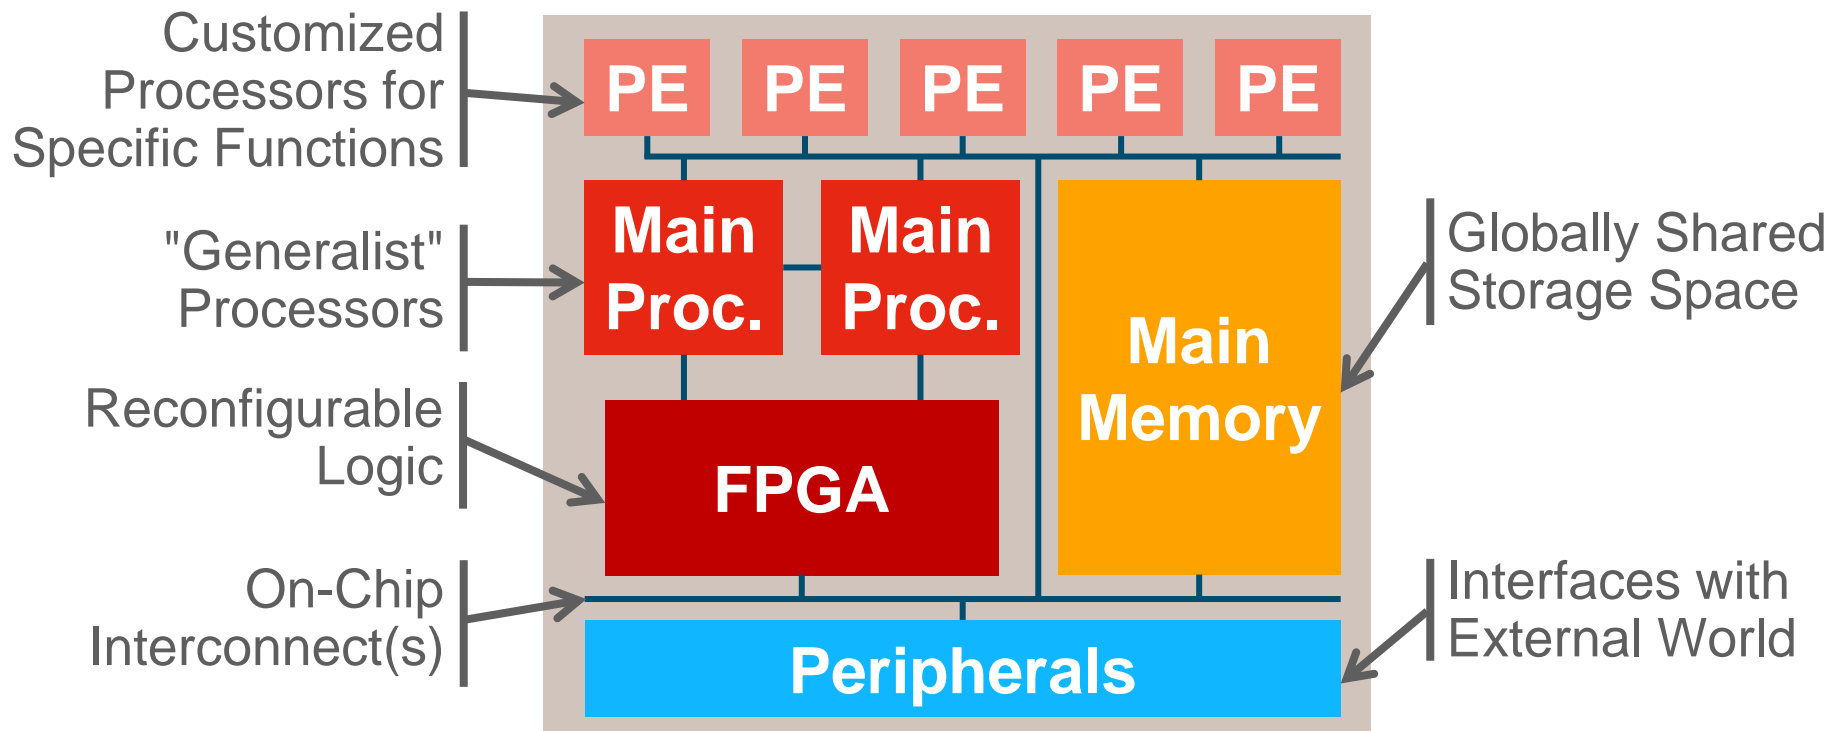 Customized
Processors for
Specific Functions
"Generalist"
Processors
Reconfigurable
Logic
On-Chip
Interconnect(s)
PE PE PE PE PE
Main
Proc.
Main
Proc.
Main
Memory
FPGA
Peripherals
Globally Shared
Storage Space
Interfaces with
External World